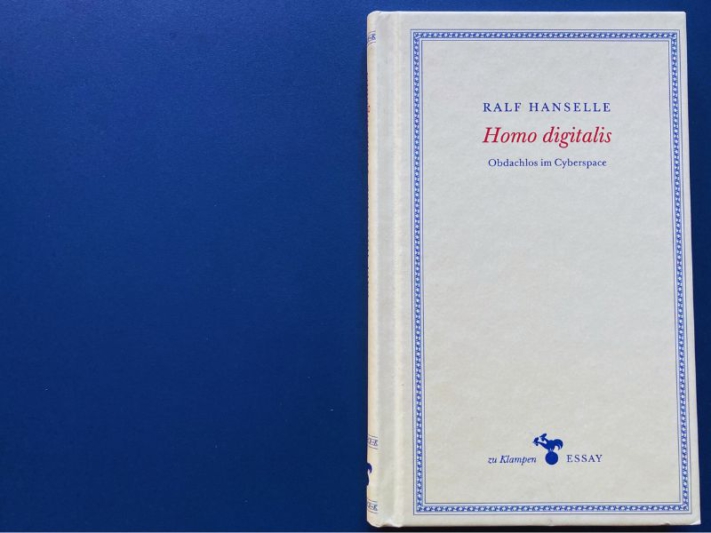 RALF HANSELLE
Homo digitalis
Obdachlos im Cyberspace
zu Klampen ESSAY